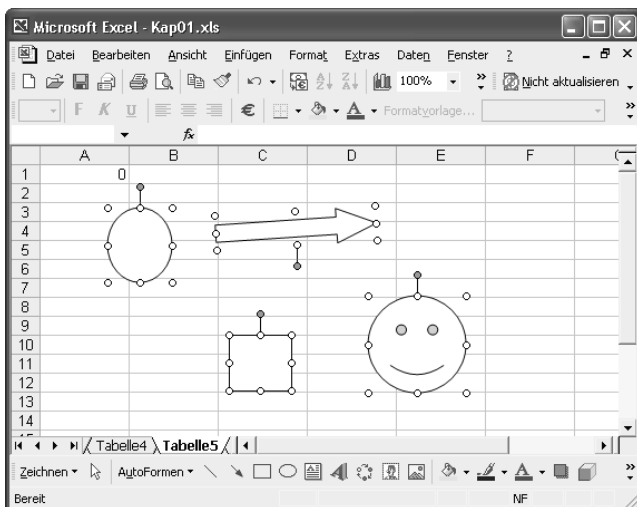 Microsoft Excel - Kap01.xls
Datei Bearbeiten Ansicht Einfügen Format Extras Daten Fenster ?
100% Nicht aktualisieren
F K U € A Formatvorlage...
fx
A B C D E F
1 0
2
3
4
5
6
7
8
9
10
11
12
13
14
Tabelle4 Tabelle5
Zeichnen AutoFormen A A
Bereit NF